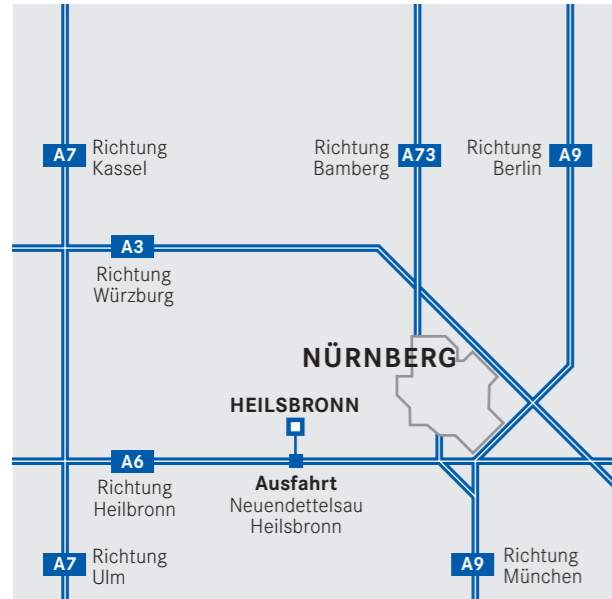 A7
Richtung
Kassel
Richtung
Bamberg
A73
Richtung
Berlin
A9
A3
Richtung
Würzburg
NÜRNBERG
HEILSBRONN
A6
Richtung
Heilbronn
Ausfahrt
Neuendettelsau
Heilsbronn
A7
Richtung
Ulm
A9
Richtung
München